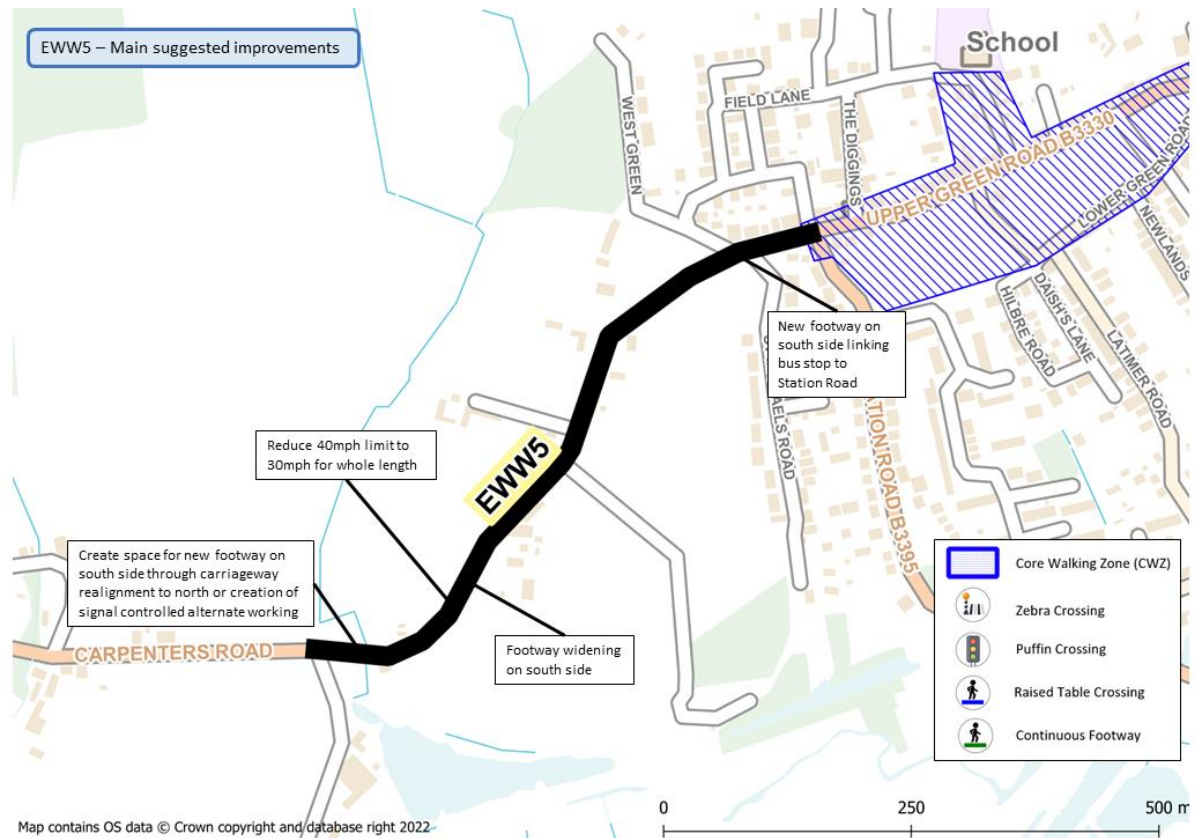 EWW5 – Main suggested improvements
School
FIELD LANE
WEST GREEN
THE DIGGINGS
UPPER GREEN ROAD B3330
LOWER GREEN ROAD
NEWLANDS
HILBRE ROAD
DAISH'S LANE
LATIMER ROAD
New footway on
south side linking
bus stop to
Station Road
AELS ROAD
ATION ROAD B3395
Reduce 40mph limit to
30mph for whole length
EWW5
Create space for new footway on
south side through carriageway
realignment to north or creation of
signal controlled alternate working
CARPENTERS ROAD
Footway widening
on south side
Core Walking Zone (CWZ)
Zebra Crossing
Puffin Crossing
Raised Table Crossing
Continuous Footway
0 250 500 m
Map contains OS data © Crown copyright and database right 2022